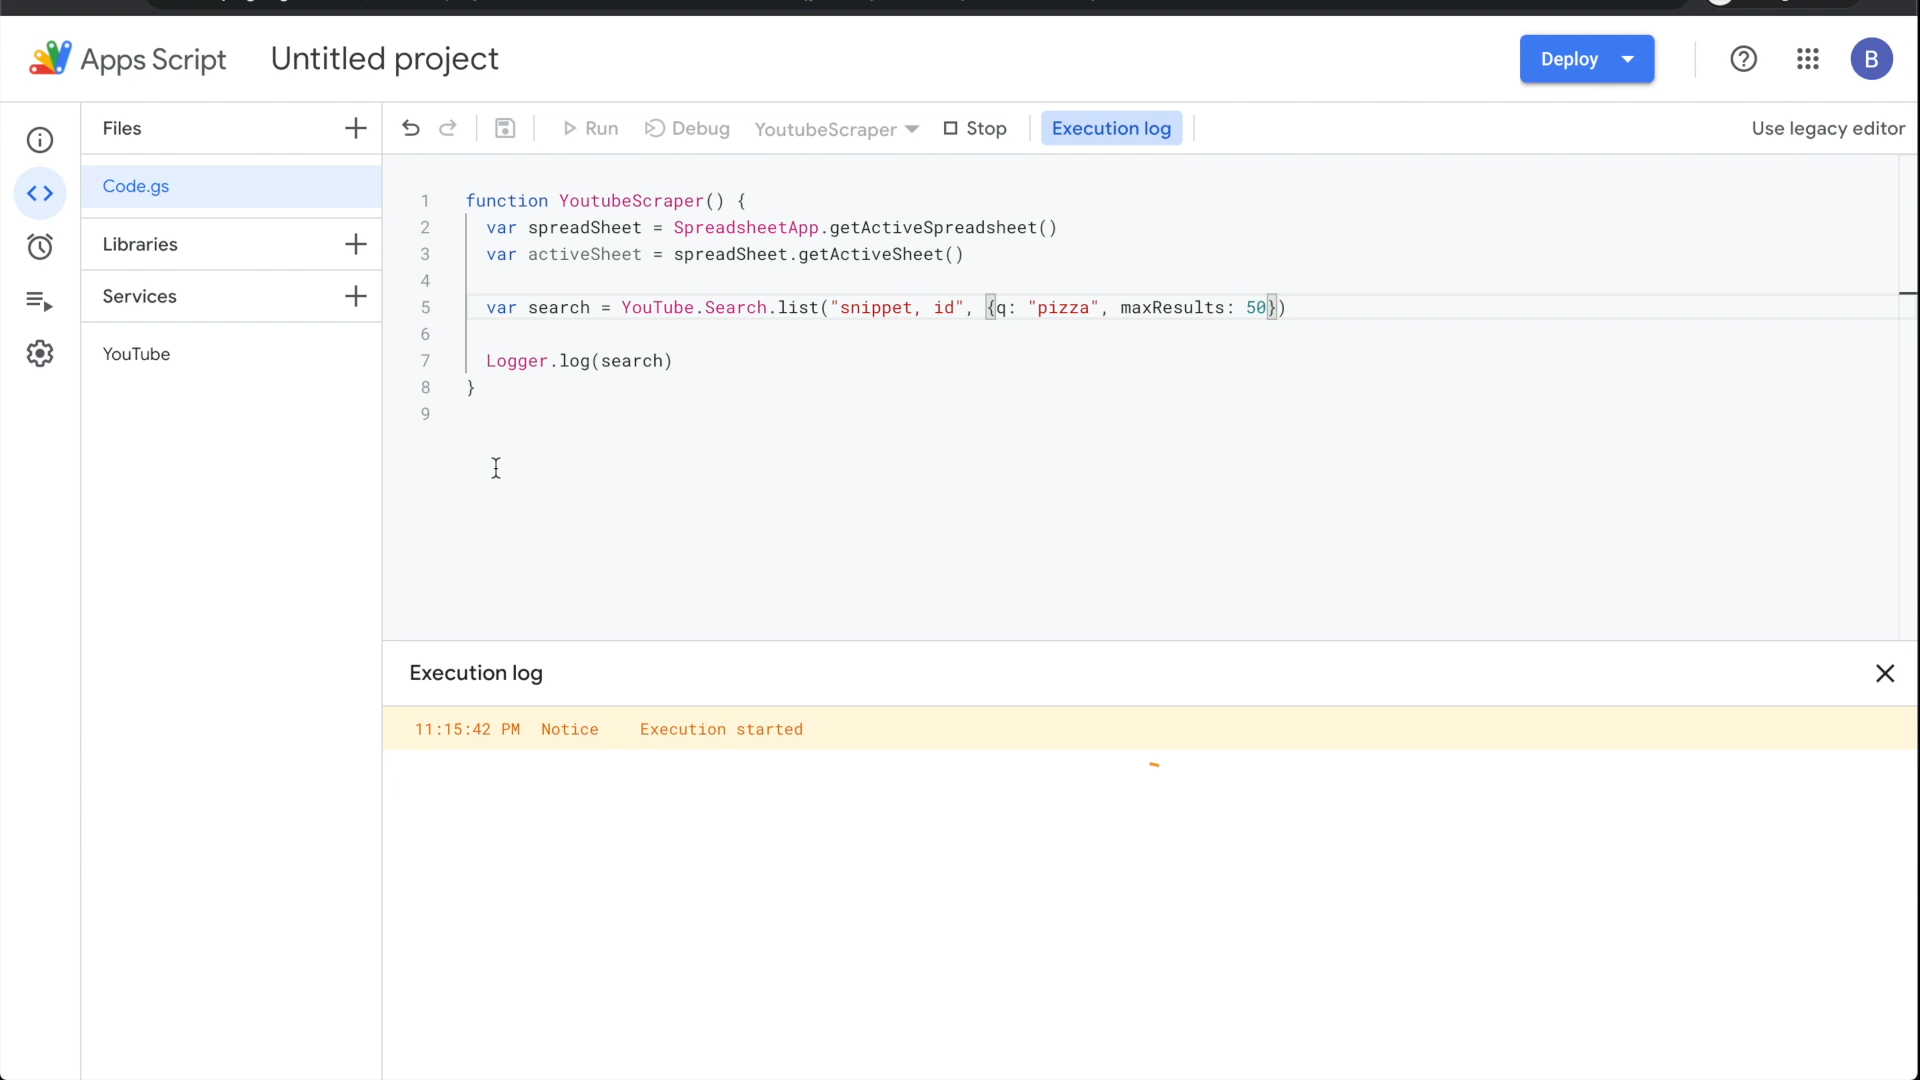 Apps Script Untitled project Deploy B
Files Run Debug YoutubeScraper Stop Execution log Use legacy editor
Code.gs
Libraries
Services
YouTube
1 function YoutubeScraper() {
2 var spreadSheet = SpreadsheetApp.getActiveSpreadsheet()
3 var activeSheet = spreadSheet.getActiveSheet()
4
5 var search = YouTube.Search.list("snippet, id", {q: "pizza", maxResults: 50})
6
7 Logger.log(search)
8 }
9
Execution log
11:15:42 PM Notice Execution started